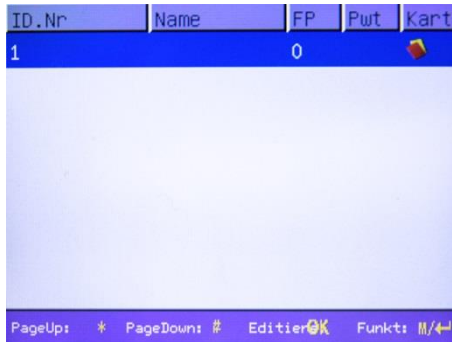 ID.Nr Name FP Pwt Kart
1 0
PageUp: * PageDown: # Editier OK Funkt: M/↵